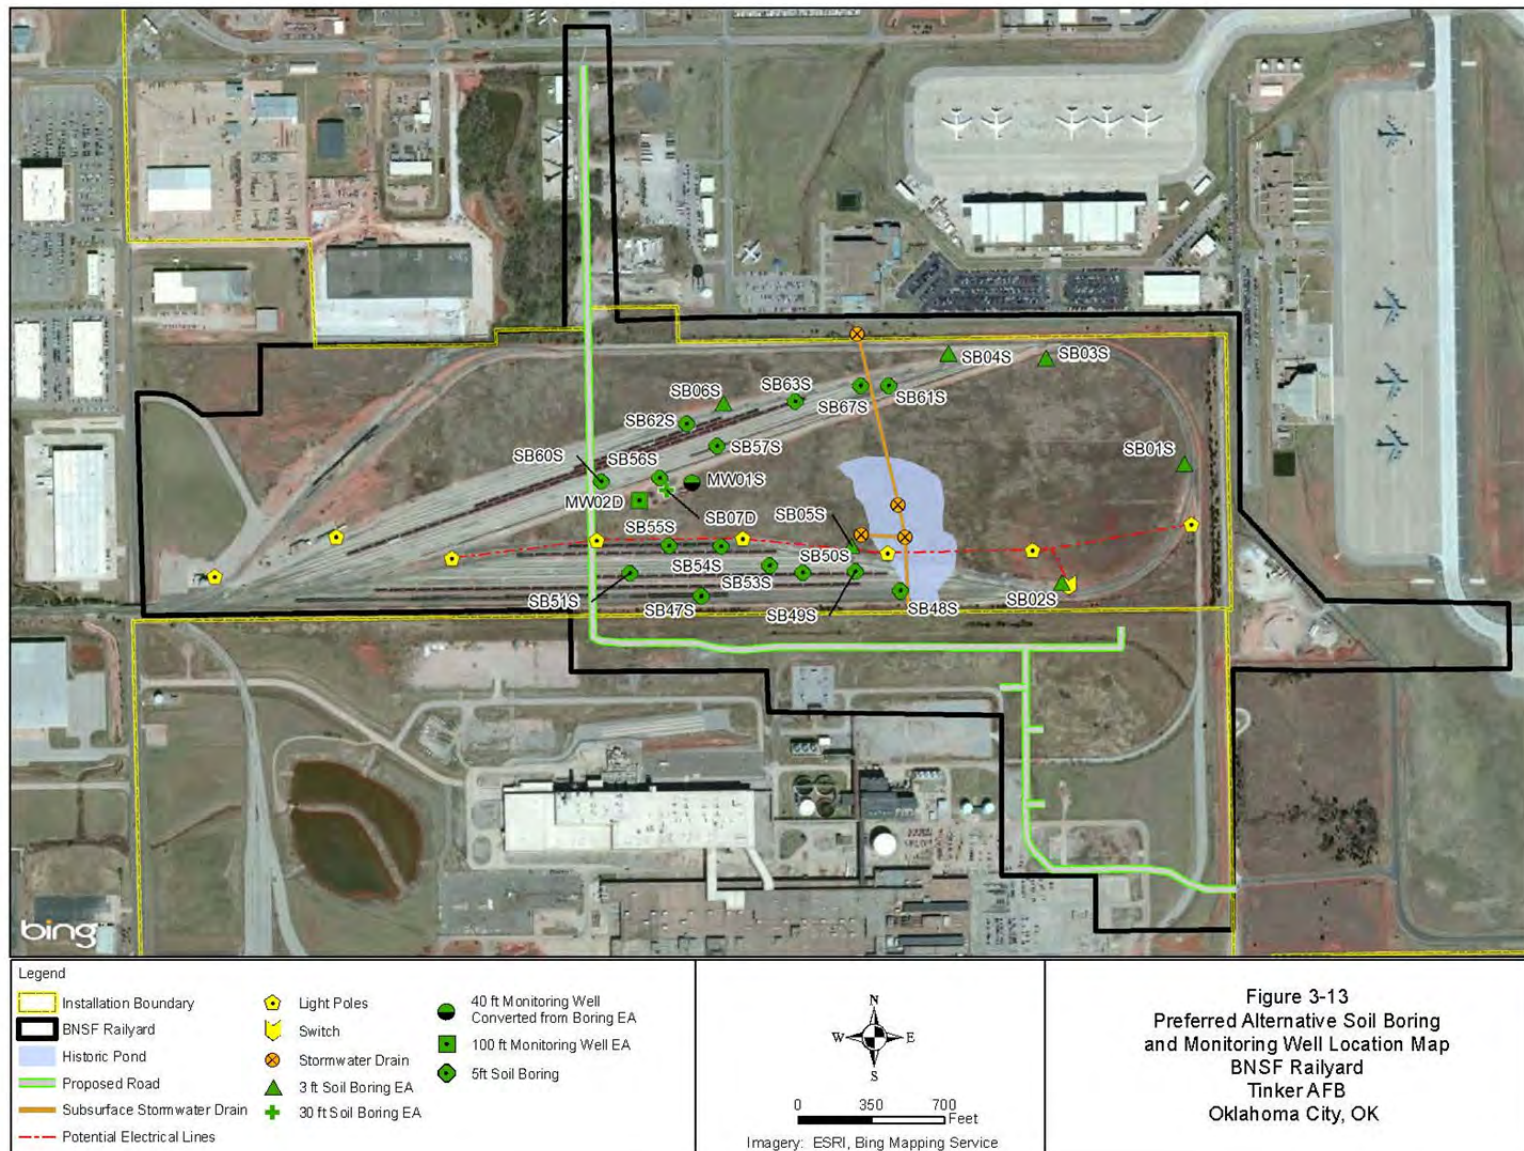 SB04S
SB03S
SB06S
SB63S
SB67S
SB61S
SB62S
SB57S
SB01S
SB60S
SB56S
MW01S
MW02D
SB07D
SB05S
SB55S
SB50S
SB54S
SB53S
SB51S
SB47S
SB49S
SB48S
SB02S
bing
Legend
Installation Boundary
BNSF Railyard
Historic Pond
Proposed Road
Subsurface Stormwater Drain
Potential Electrical Lines
Light Poles
Switch
Stormwater Drain
3 ft Soil Boring EA
30 ft Soil Boring EA
40 ft Monitoring Well
Converted from Boring EA
100 ft Monitoring Well EA
5ft Soil Boring
N
W E
S
0 350 700
Feet
Imagery: ESRI, Bing Mapping Service
Figure 3-13
Preferred Alternative Soil Boring
and Monitoring Well Location Map
BNSF Railyard
Tinker AFB
Oklahoma City, OK